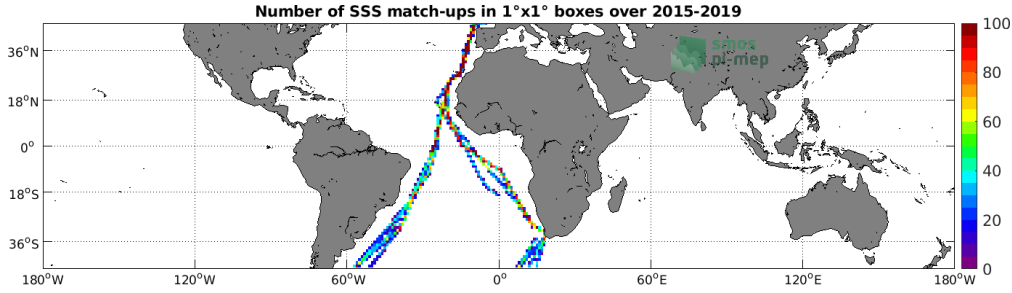 Number of SSS match-ups in 1°x1° boxes over 2015-2019
smos
pi-mep
36°N
18°N
0°
18°S
36°S
180°W
120°W
60°W
0°
60°E
120°E
180°W
100
80
60
40
20
0